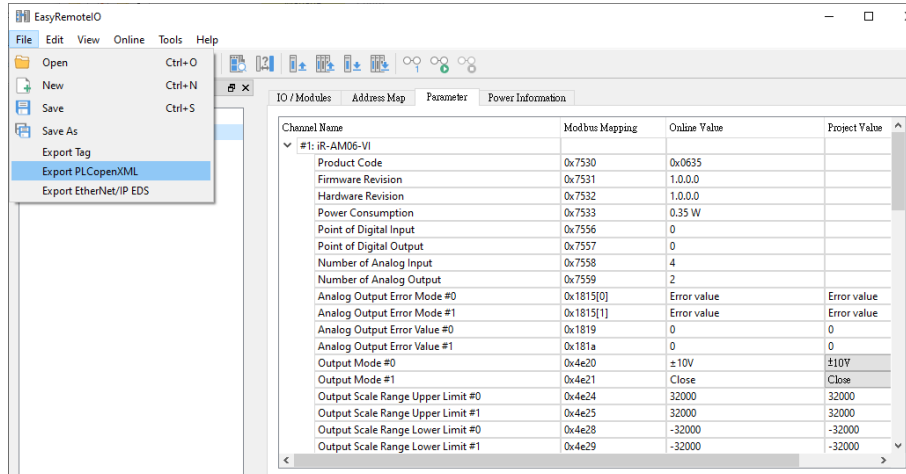 EasyRemoteIO
File Edit View Online Tools Help
Open Ctrl+O
New Ctrl+N
Save Ctrl+S
Save As
Export Tag
Export PLCopenXML
Export EtherNet/IP EDS
IO / Modules Address Map Parameter Power Information
Channel Name Modbus Mapping Online Value Project Value
#1: iR-AM06-VI
Product Code 0x7530 0x0635
Firmware Revision 0x7531 1.0.0.0
Hardware Revision 0x7532 1.0.0.0
Power Consumption 0x7533 0.35 W
Point of Digital Input 0x7556 0
Point of Digital Output 0x7557 0
Number of Analog Input 0x7558 4
Number of Analog Output 0x7559 2
Analog Output Error Mode #0 0x1815[0] Error value Error value
Analog Output Error Mode #1 0x1815[1] Error value Error value
Analog Output Error Value #0 0x1819 0 0
Analog Output Error Value #1 0x181a 0 0
Output Mode #0 0x4e20 ±10V ±10V
Output Mode #1 0x4e21 Close Close
Output Scale Range Upper Limit #0 0x4e24 32000 32000
Output Scale Range Upper Limit #1 0x4e25 32000 32000
Output Scale Range Lower Limit #0 0x4e28 -32000 -32000
Output Scale Range Lower Limit #1 0x4e29 -32000 -32000